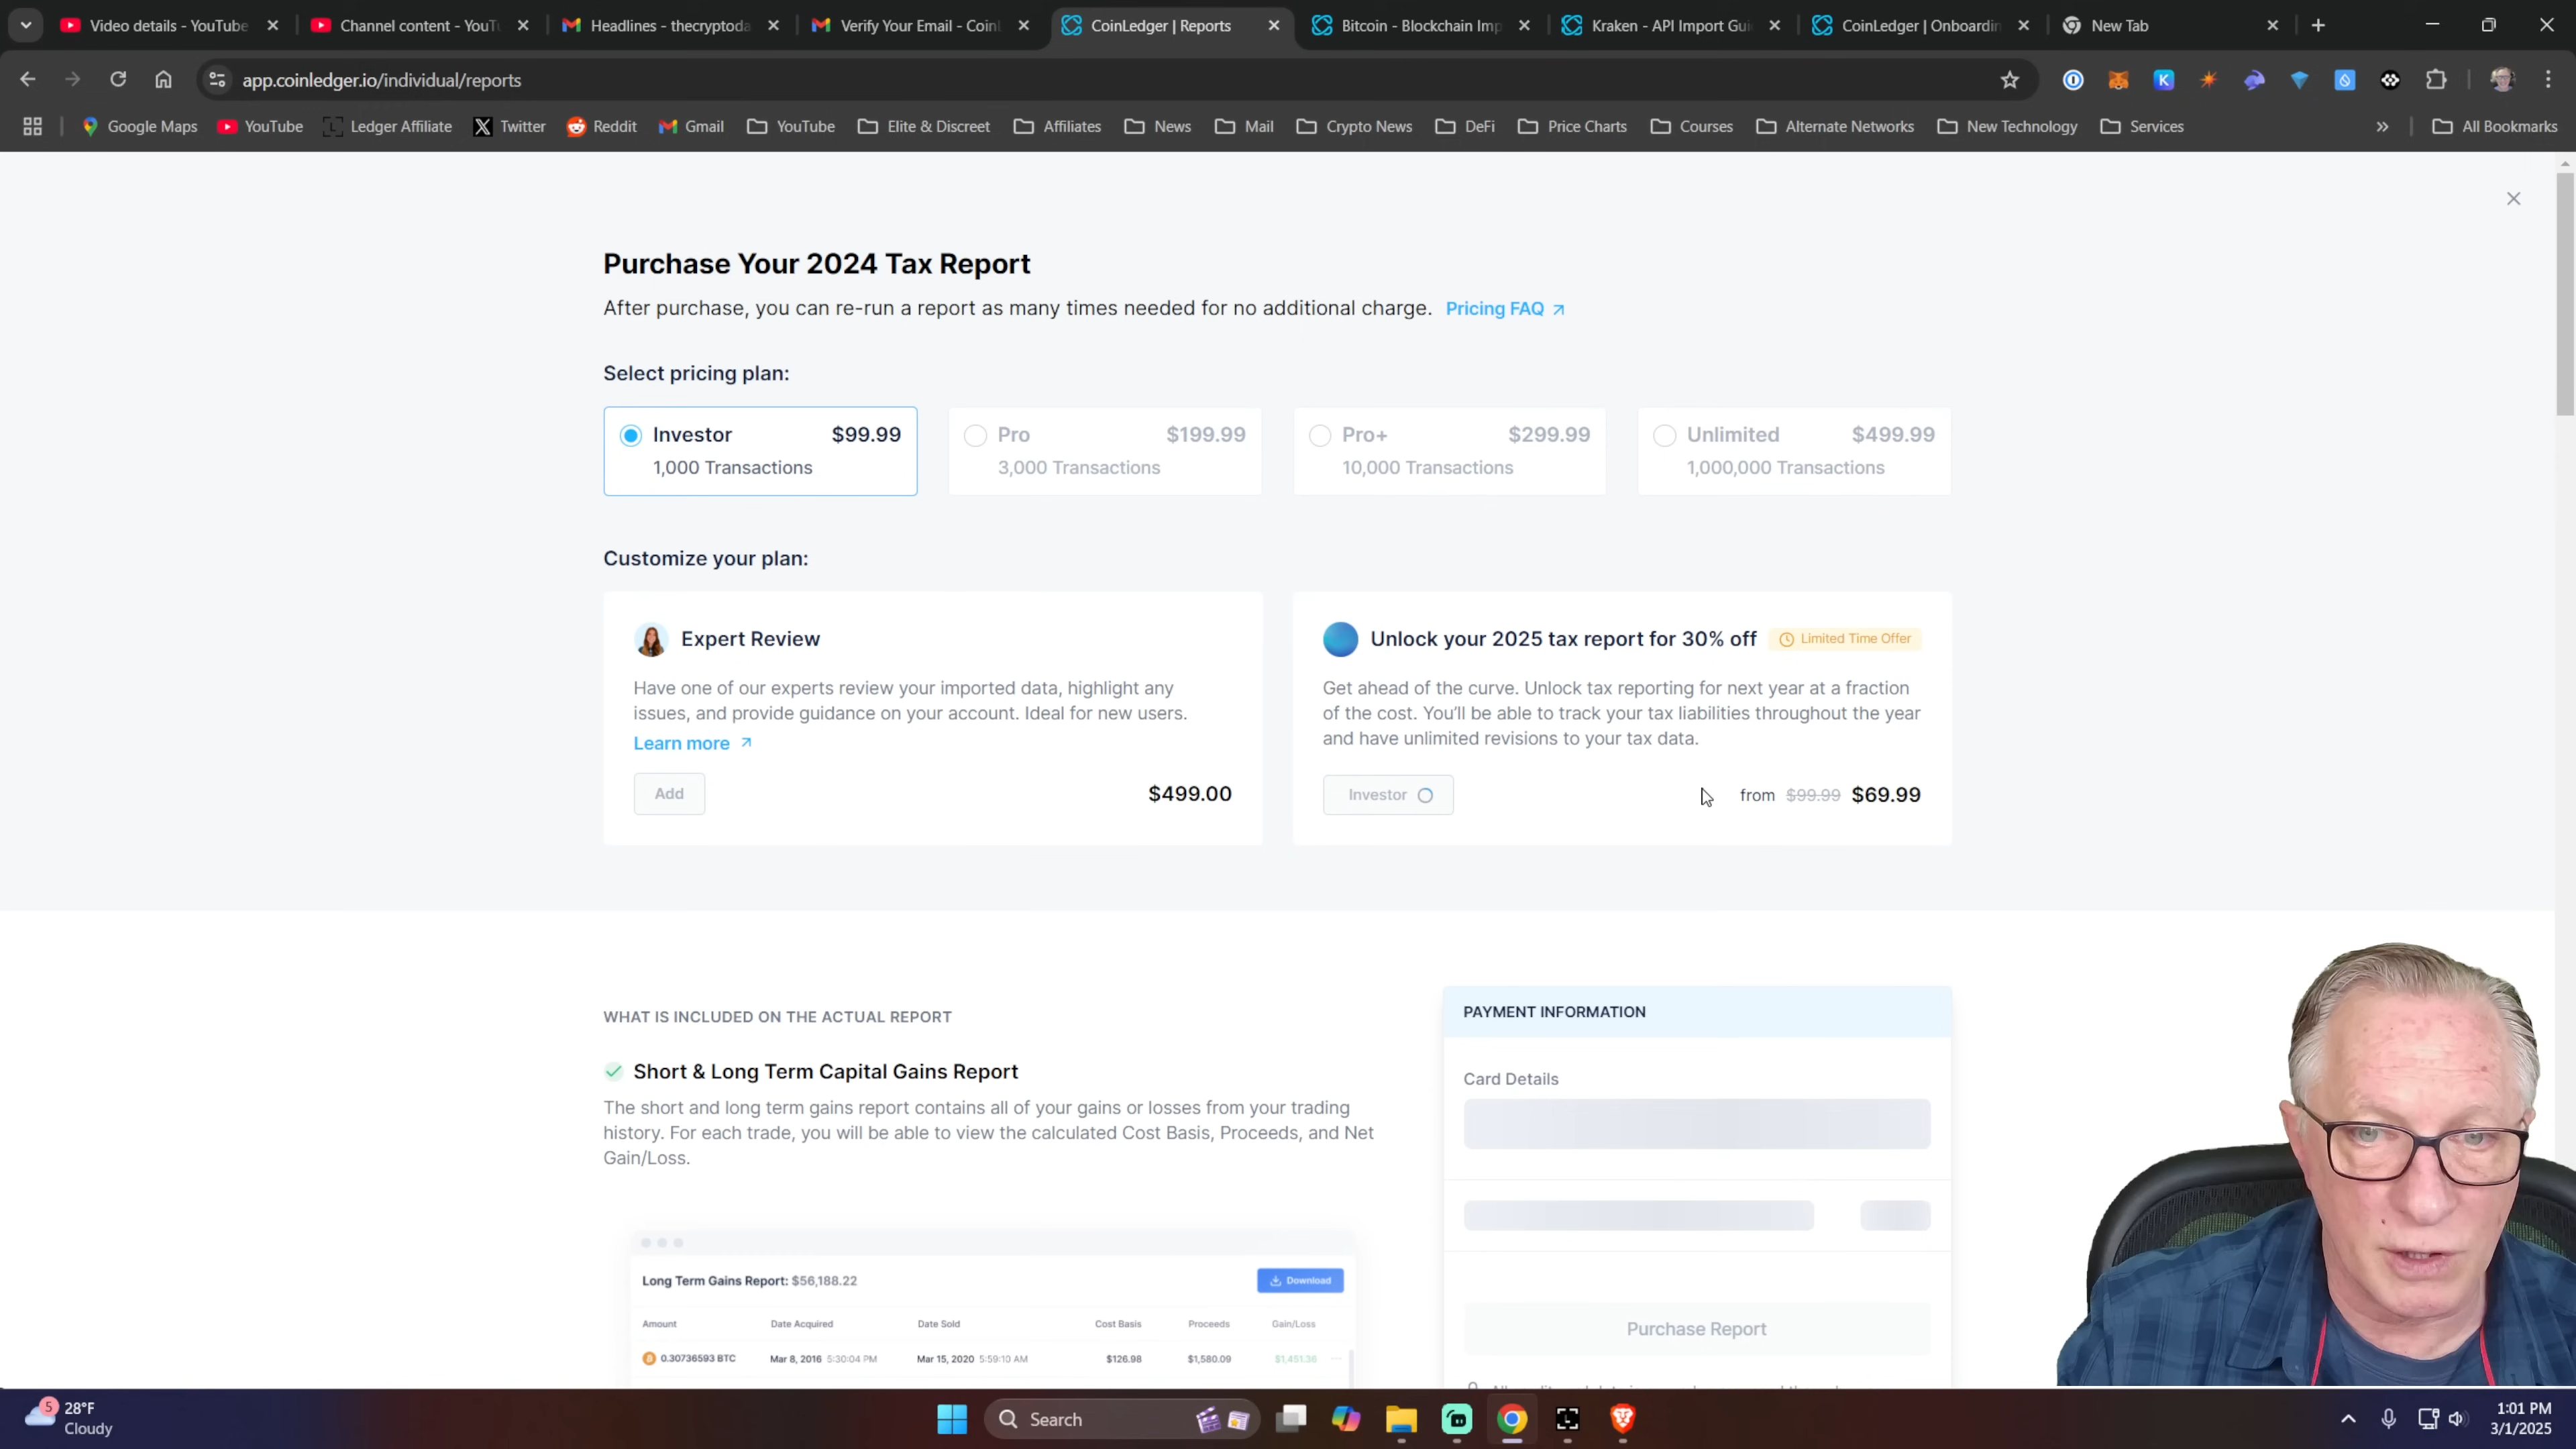 Video details - YouTube
Channel content - YouTu
Headlines - thecryptoda
Verify Your Email - CoinL
CoinLedger | Reports
Bitcoin - Blockchain Imp
Kraken - API Import Gui
CoinLedger | Onboardin
New Tab
app.coinledger.io/individual/reports
Google Maps
YouTube
Ledger Affiliate
Twitter
Reddit
Gmail
YouTube
Elite & Discreet
Affiliates
News
Mail
Crypto News
DeFi
Price Charts
Courses
Alternate Networks
New Technology
Services
All Bookmarks
Purchase Your 2024 Tax Report
After purchase, you can re-run a report as many times needed for no additional charge. Pricing FAQ
Select pricing plan:
Investor $99.99
1,000 Transactions
Pro $199.99
3,000 Transactions
Pro+ $299.99
10,000 Transactions
Unlimited $499.99
1,000,000 Transactions
Customize your plan:
Expert Review
Have one of our experts review your imported data, highlight any
issues, and provide guidance on your account. Ideal for new users.
Learn more
Add $499.00
Unlock your 2025 tax report for 30% off Limited Time Offer
Get ahead of the curve. Unlock tax reporting for next year at a fraction
of the cost. You'll be able to track your tax liabilities throughout the year
and have unlimited revisions to your tax data.
Investor from $99.99 $69.99
WHAT IS INCLUDED ON THE ACTUAL REPORT
Short & Long Term Capital Gains Report
The short and long term gains report contains all of your gains or losses from your trading
history. For each trade, you will be able to view the calculated Cost Basis, Proceeds, and Net
Gain/Loss.
Long Term Gains Report: $56,188.22 Download
Amount Date Acquired Date Sold Cost Basis Proceeds Gain/Loss
0.30736593 BTC Mar 8, 2016 5:30:04 PM Mar 15, 2020 5:59:10 AM $126.98 $1,580.09 $1,451.36
PAYMENT INFORMATION
Card Details
Purchase Report
5
28°F
Cloudy
Search
1:01 PM
3/1/2025